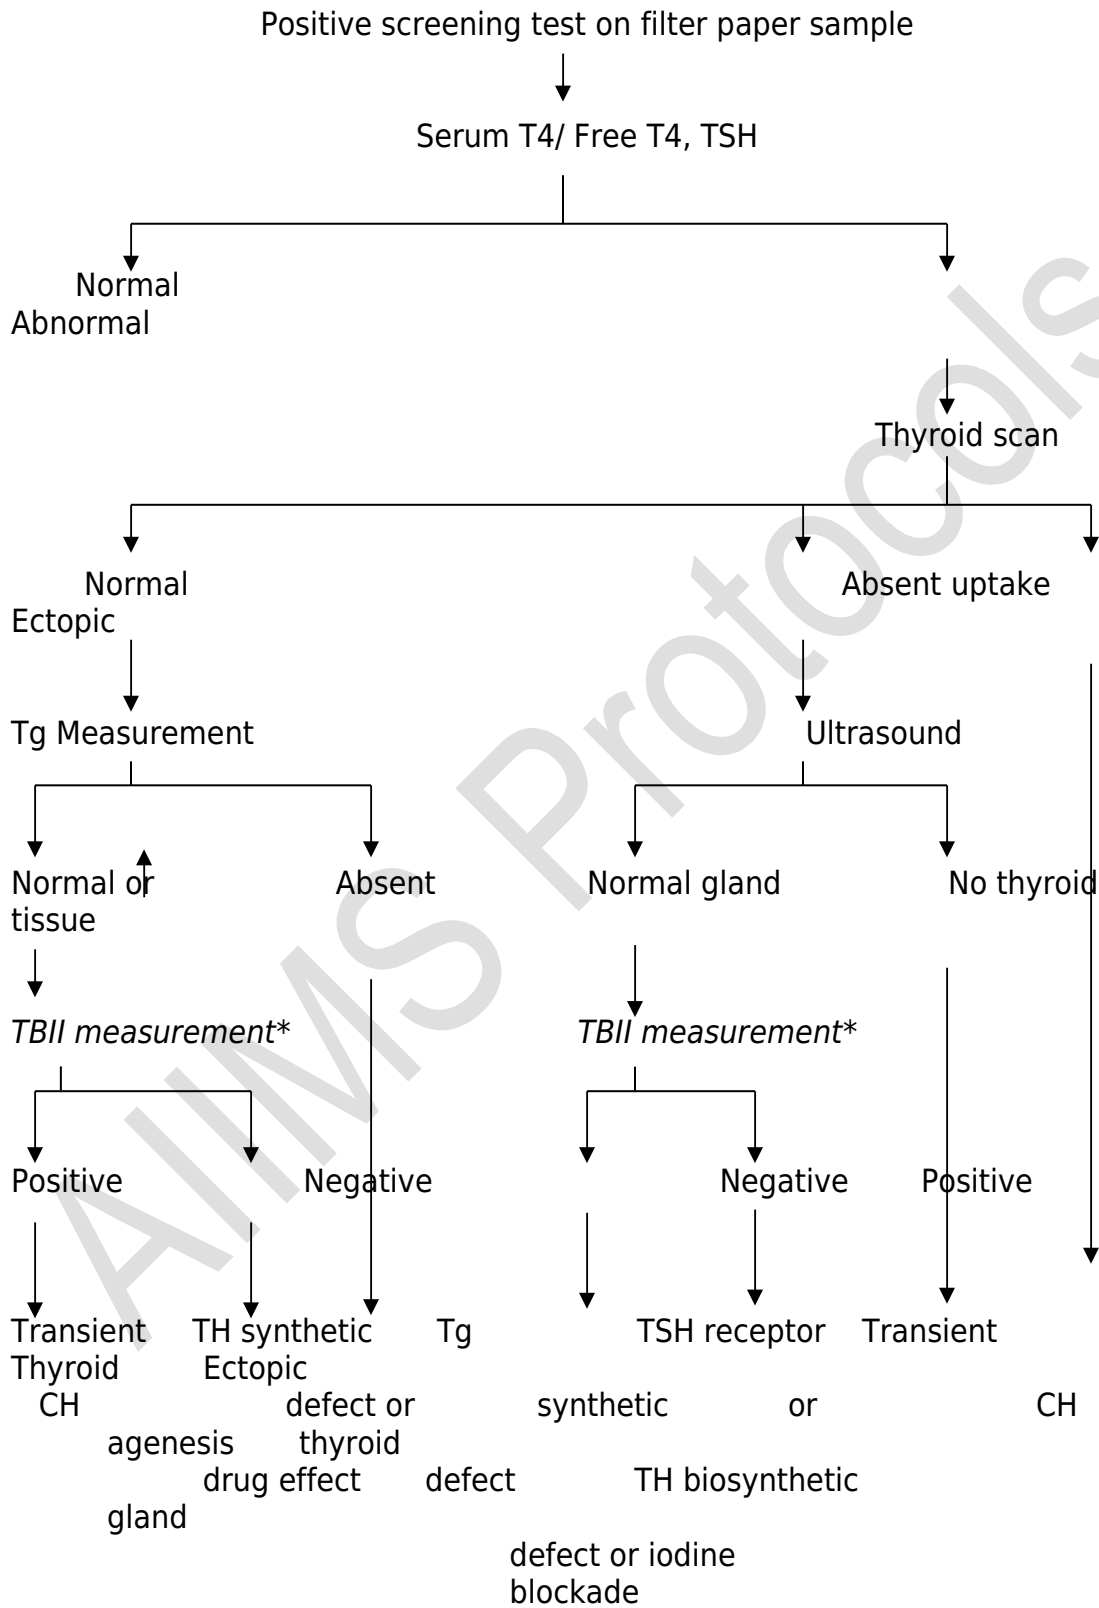 Positive screening test on filter paper sample
Serum T4/ Free T4, TSH
Normal
Abnormal
Thyroid scan
Normal Absent uptake
Ectopic
Tg Measurement Ultrasound
Normal or Absent Normal gland No thyroid
tissue
TBII measurement* TBII measurement*
Positive Negative Negative Positive
Transient TH synthetic Tg TSH receptor Transient
Thyroid Ectopic
CH defect or synthetic or CH
agenesis thyroid
drug effect defect TH biosynthetic
gland
defect or iodine
blockade
AIIMS Protocols